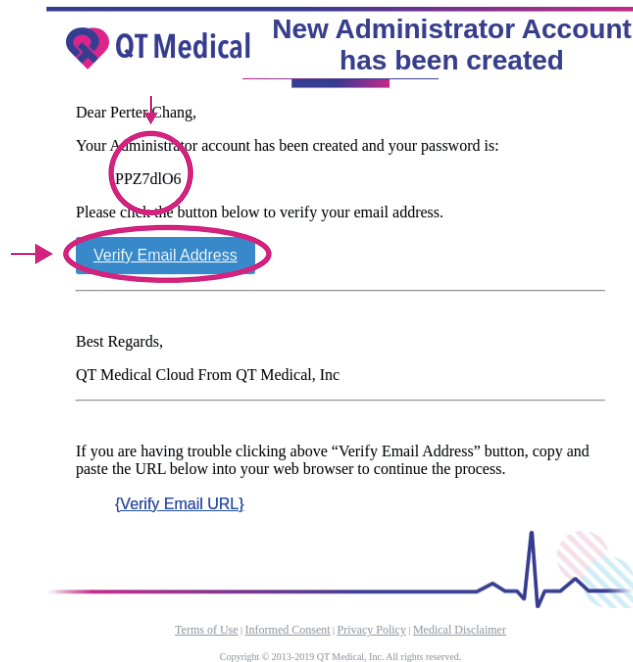 QT Medical
New Administrator Account
has been created
Dear Perter Chang,
Your Administrator account has been created and your password is:
PPZ7dlO6
Please click the button below to verify your email address.
Verify Email Address
Best Regards,
QT Medical Cloud From QT Medical, Inc
If you are having trouble clicking above “Verify Email Address” button, copy and
paste the URL below into your web browser to continue the process.
{Verify Email URL}
Terms of Use | Informed Consent | Privacy Policy | Medical Disclaimer
Copyright © 2013-2019 QT Medical, Inc. All rights reserved.